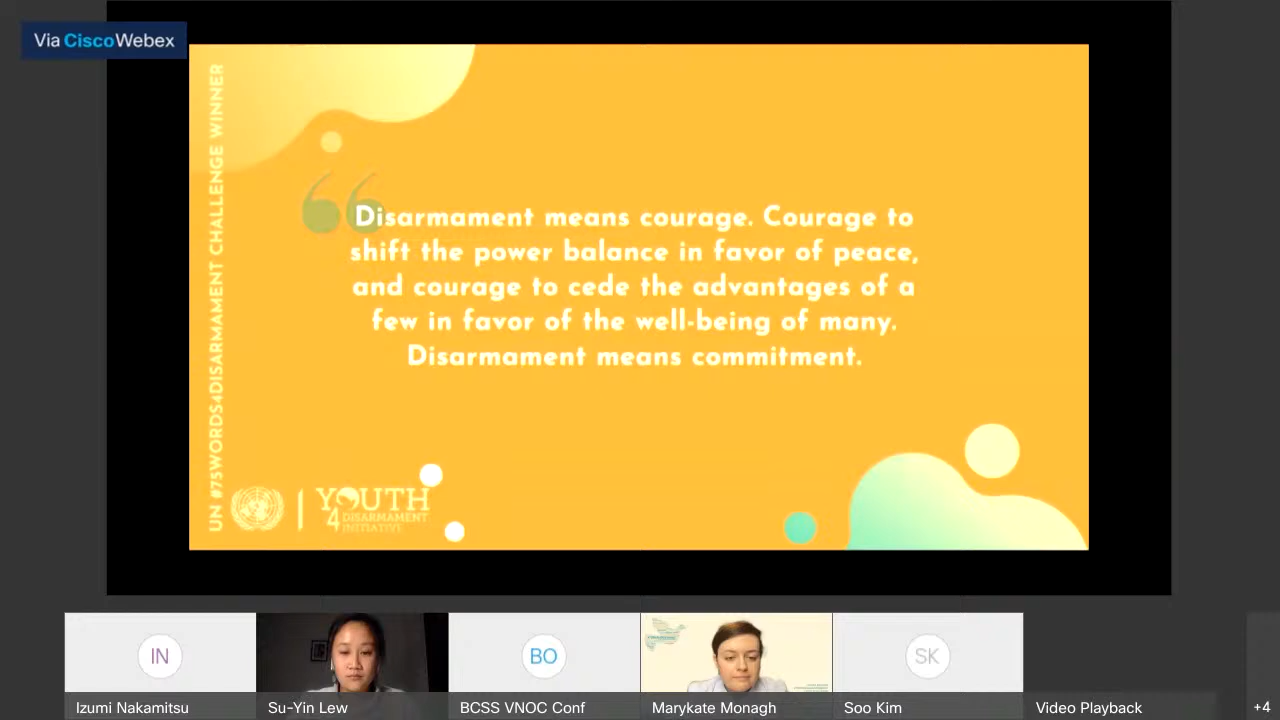 Via Cisco Webex
UN #75WORDS4DISARMAMENT CHALLENGE WINNER
“
Disarmament means courage. Courage to
shift the power balance in favor of peace,
and courage to cede the advantages of a
few in favor of the well-being of many.
Disarmament means commitment.
YOUTH
4 DISARMAMENT
INITIATIVE
IN
BO
SK
Izumi Nakamitsu
Su-Yin Lew
BCSS VNOC Conf
Marykate Monagh
Soo Kim
Video Playback
+4